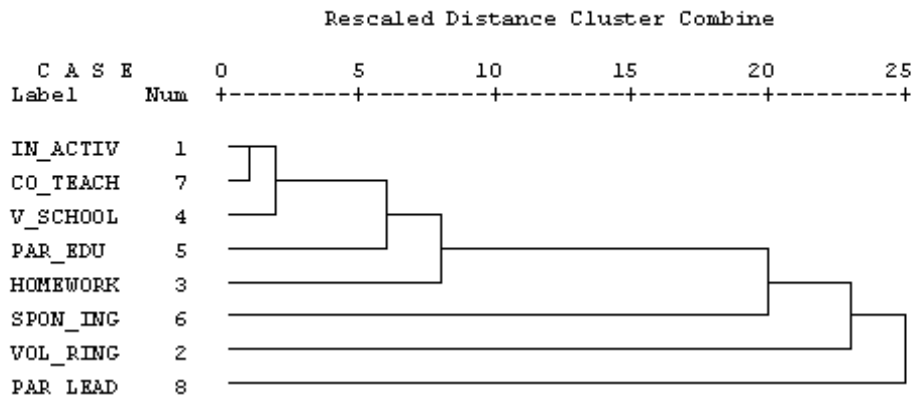 Rescaled Distance Cluster Combine
C A S E 0 5 10 15 20 25
Label Num +---------+---------+---------+---------+---------+
IN_ACTIV 1
CO_TEACH 7
V_SCHOOL 4
PAR_EDU 5
HOMEWORK 3
SPON_ING 6
VOL_RING 2
PAR LEAD 8